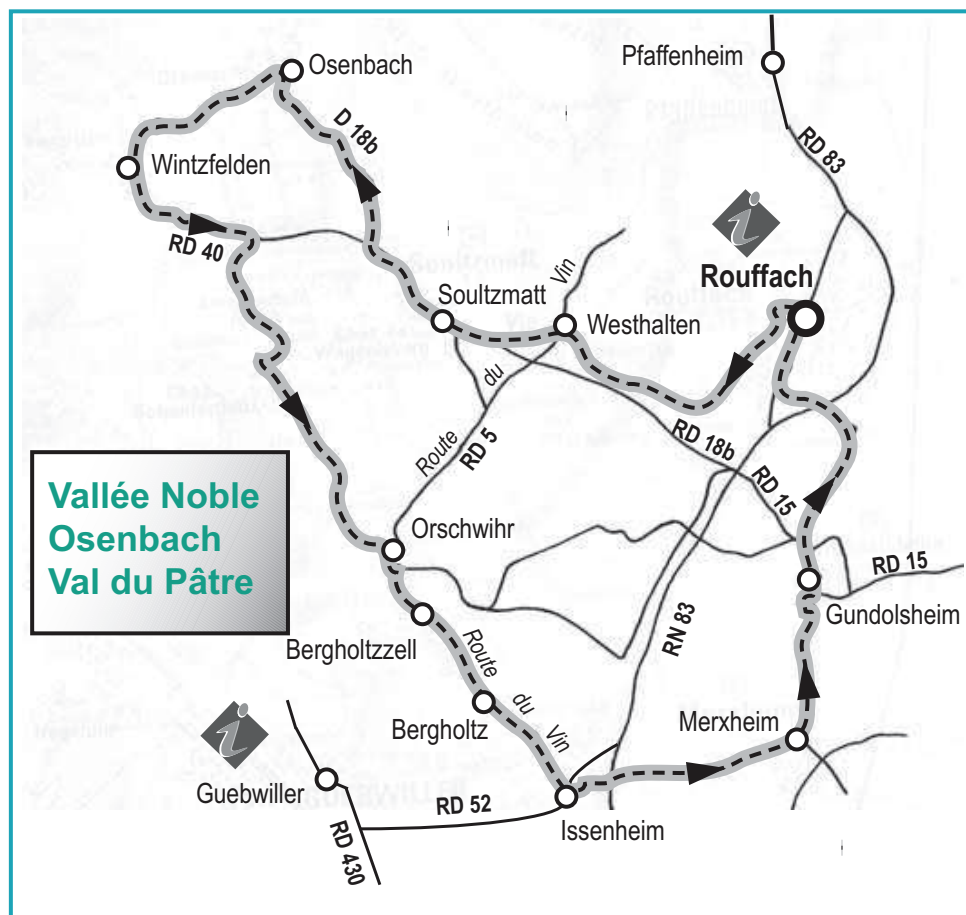 Osenbach
Pfaffenheim
D 18b
RD 83
Wintzfelden
RD 40
i
Rouffach
Vin
Soultzmatt
Westhalten
du
Route
RD 5
RD 18b
RD 15
Vallée Noble
Osenbach
Val du Pâtre
Orschwihr
RD 15
Gundolsheim
Bergholtzzell
Route
RN 83
du
Vin
Bergholtz
Merxheim
i
Guebwiller
RD 52
Issenheim
RD 430